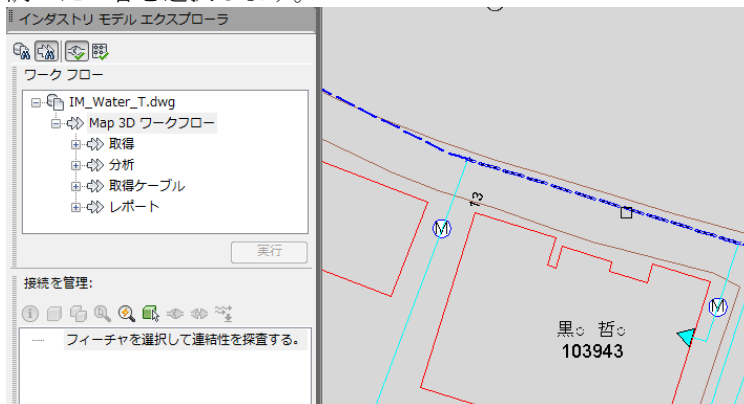 インダストリ モデル エクスプローラ
ワーク フロー
IM_Water_T.dwg
Map 3D ワークフロー
取得
分析
取得ケーブル
レポート
実行
接続を管理:
フィーチャを選択して連結性を探査する。
13
M
黒○ 哲○
103943
M